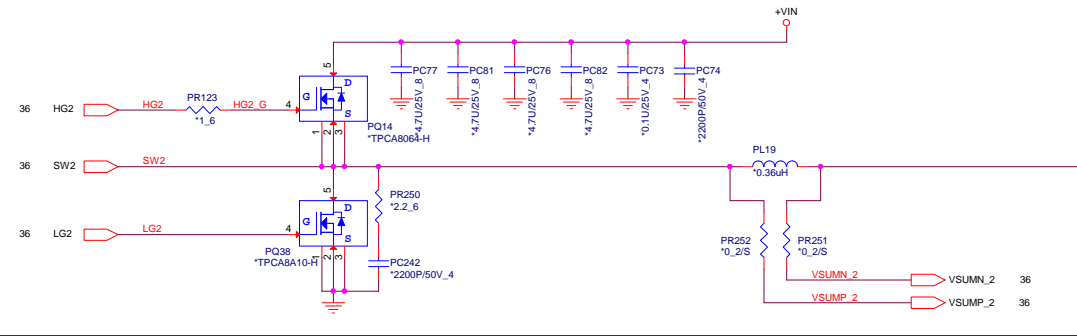 +VIN
PC77
*4.7U/25V_8
PC81
*4.7U/25V_8
PC76
*4.7U/25V_8
PC82
*4.7U/25V_8
PC73
*0.1U/25V_4
PC74
*2200P/50V_4
36 HG2
HG2
PR123
*1_6
HG2_G
4
5
G
D
S
1
2
3
PQ14
*TPCA8064-H
36 SW2
SW2
PL19
*0.36uH
36 LG2
LG2
4
5
G
D
S
1
2
3
PQ38
*TPCA8A10-H
PR250
*2.2_6
PC242
*2200P/50V_4
PR252
*0_2/S
PR251
*0_2/S
VSUMN_2
VSUMN_2 36
VSUMP_2
VSUMP_2 36